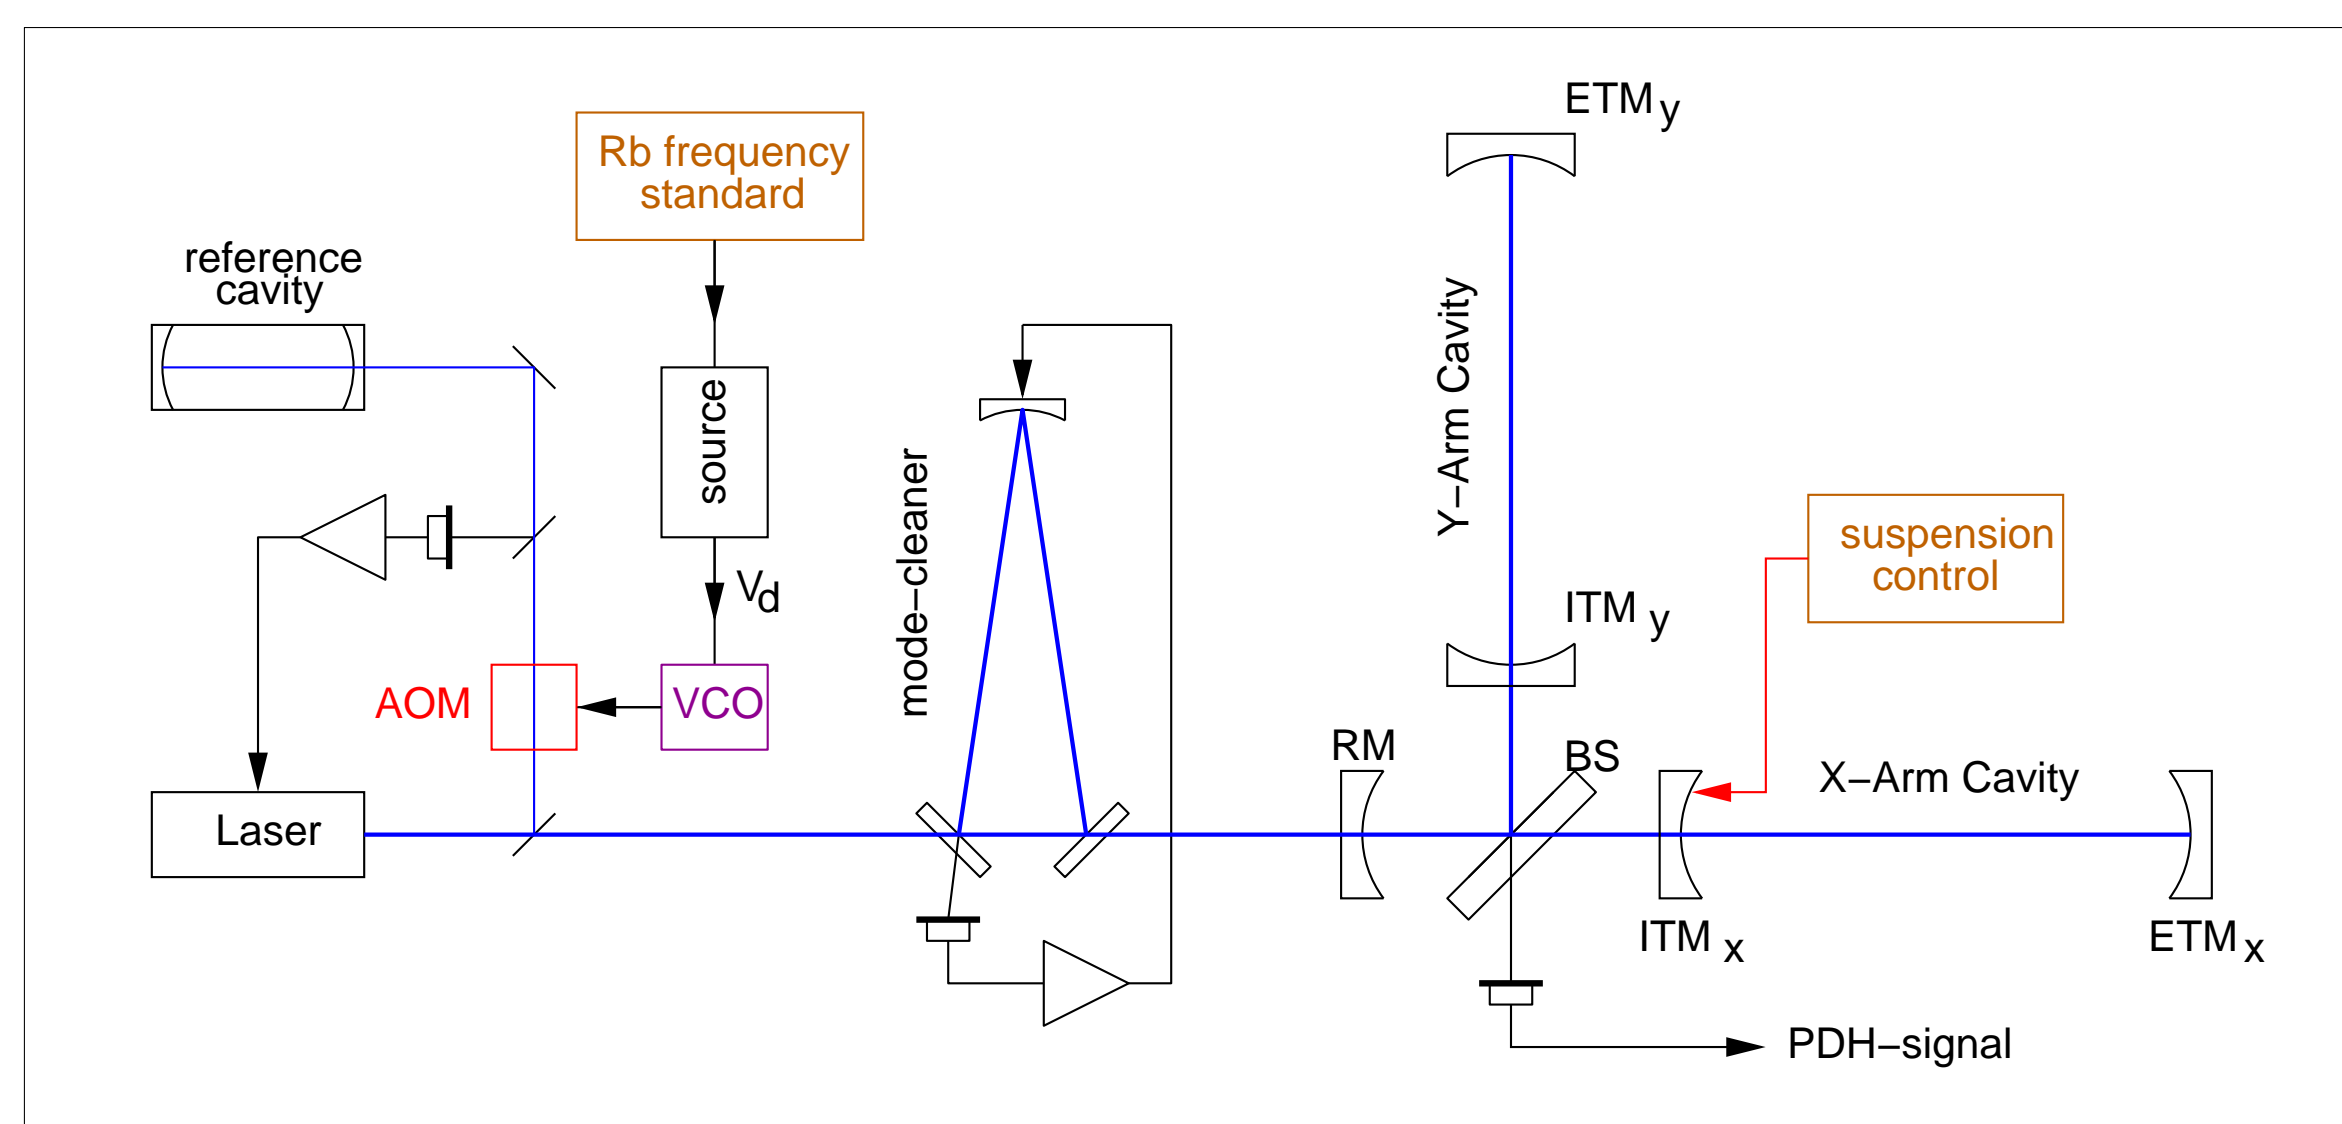 ETM y
Rb frequency
standard
reference
cavity
source
Y–Arm Cavity
mode–cleaner
suspension
control
Vd
ITM y
AOM
VCO
RM
BS
X–Arm Cavity
Laser
ITM x
ETM x
PDH–signal